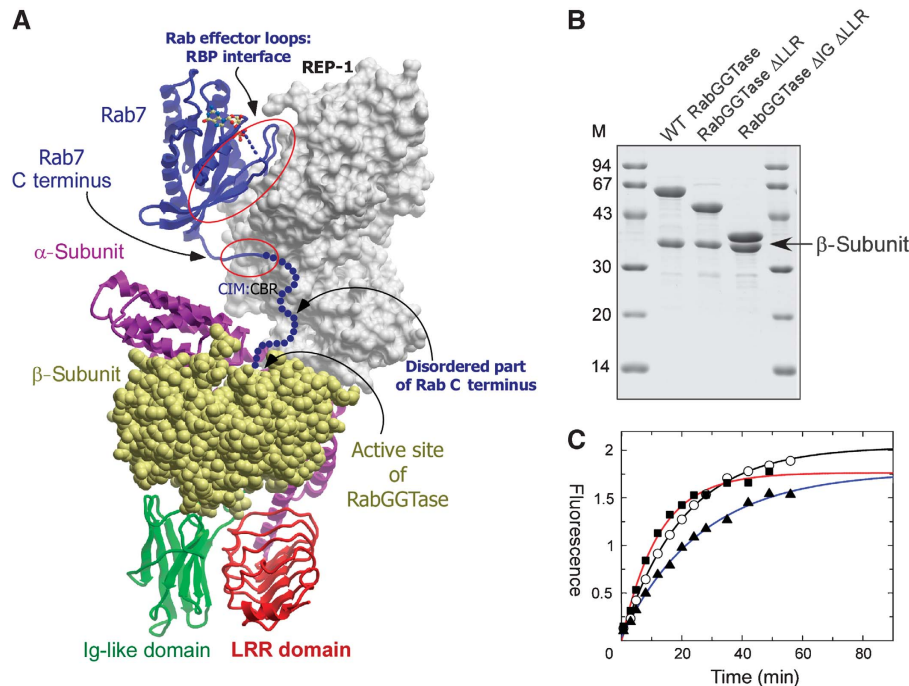 A
Rab effector loops:
RBP interface
REP-1
Rab7
Rab7
C terminus
α-Subunit
CIM:CBR
β-Subunit
Disordered part
of Rab C terminus
Active site
of
RabGGTase
Ig-like domain
LRR domain
B
WT RabGGTase
RabGGTase ΔLLR
RabGGTase ΔIG ΔLLR
M
94
67
43
30
20
14
β-Subunit
C
Fluorescence
2
1.5
1
0.5
0
20
40
60
80
Time (min)